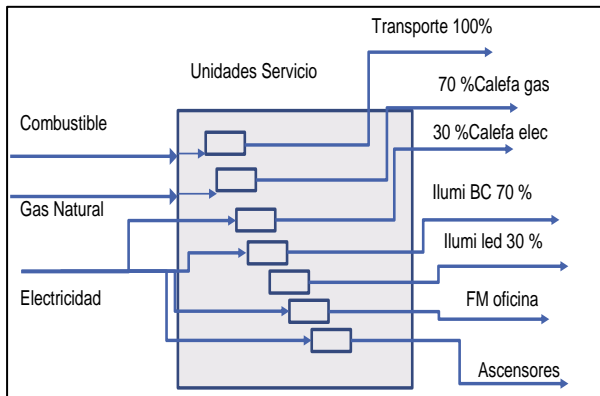 Transporte 100%
Unidades Servicio
70 %Calefa gas
Combustible
30 %Calefa elec
Ilumi BC 70 %
Gas Natural
Ilumi led 30 %
Electricidad
FM oficina
Ascensores